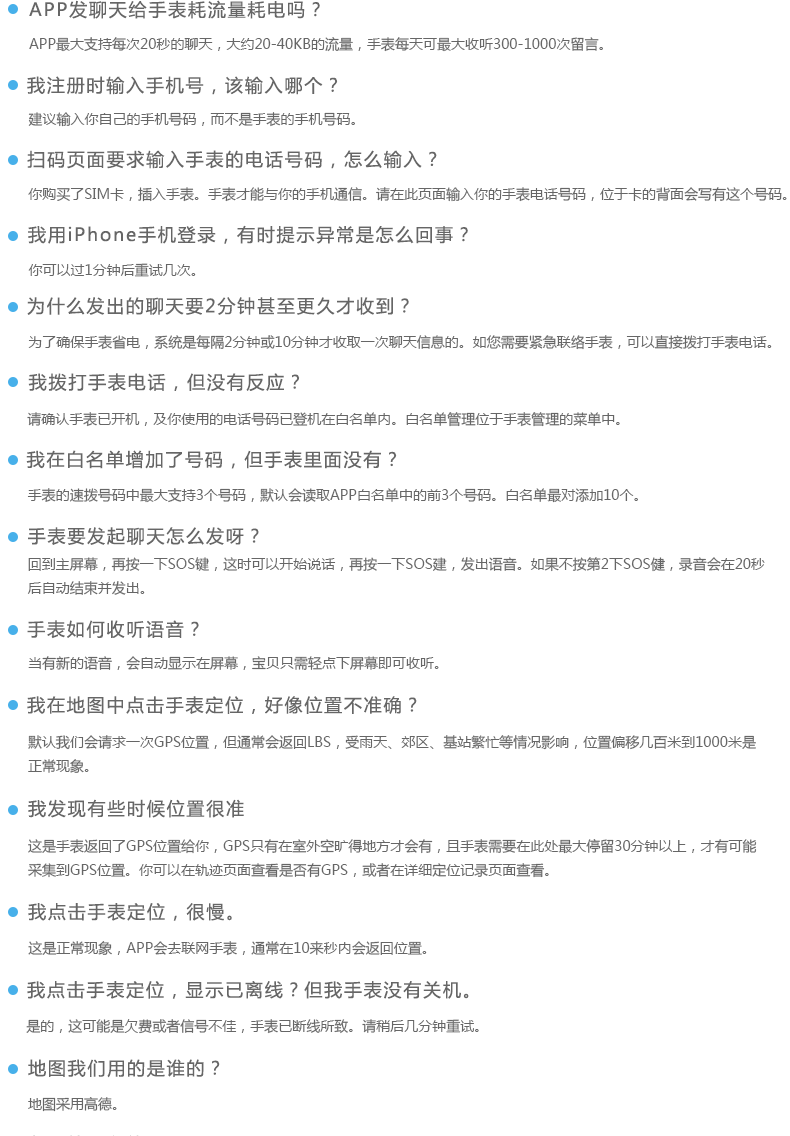 APP发聊天给手表耗流量耗电吗？
APP最大支持每次20秒的聊天，大约20-40KB的流量，手表每天可最大收听300-1000次留言。
我注册时输入手机号，该输入哪个？
建议输入你自己的手机号码，而不是手表的手机号码。
扫码页面要求输入手表的电话号码，怎么输入？
你购买了SIM卡，插入手表。手表才能与你的手机通信。请在此页面输入你的手表电话号码，位于卡的背面会写有这个号码。
我用iPhone手机登录，有时提示异常是怎么回事？
你可以过1分钟后重试几次。
为什么发出的聊天要2分钟甚至更久才收到？
为了确保手表省电，系统是每隔2分钟或10分钟才收取一次聊天信息的。如您需要紧急联络手表，可以直接拨打手表电话。
我拨打手表电话，但没有反应？
请确认手表已开机，及你使用的电话号码已登机在白名单内。白名单管理位于手表管理的菜单中。
我在白名单增加了号码，但手表里面没有？
手表的速拨号码中最大支持3个号码，默认会读取APP白名单中的前3个号码。白名单最对添加10个。
手表要发起聊天怎么发呀？
回到主屏幕，再按一下SOS键，这时可以开始说话，再按一下SOS建，发出语音。如果不按第2下SOS健，录音会在20秒
后自动结束并发出。
手表如何收听语音？
当有新的语音，会自动显示在屏幕，宝贝只需轻点下屏幕即可收听。
我在地图中点击手表定位，好像位置不准确？
默认我们会请求一次GPS位置，但通常会返回LBS，受雨天、郊区、基站繁忙等情况影响，位置偏移几百米到1000米是
正常现象。
我发现有些时候位置很准
这是手表返回了GPS位置给你，GPS只有在室外空旷得地方才会有，且手表需要在此处最大停留30分钟以上，才有可能
采集到GPS位置。你可以在轨迹页面查看是否有GPS，或者在详细定位记录页面查看。
我点击手表定位，很慢。
这是正常现象，APP会去联网手表，通常在10来秒内会返回位置。
我点击手表定位，显示已离线？但我手表没有关机。
是的，这可能是欠费或者信号不佳，手表已断线所致。请稍后几分钟重试。
地图我们用的是谁的？
地图采用高德。